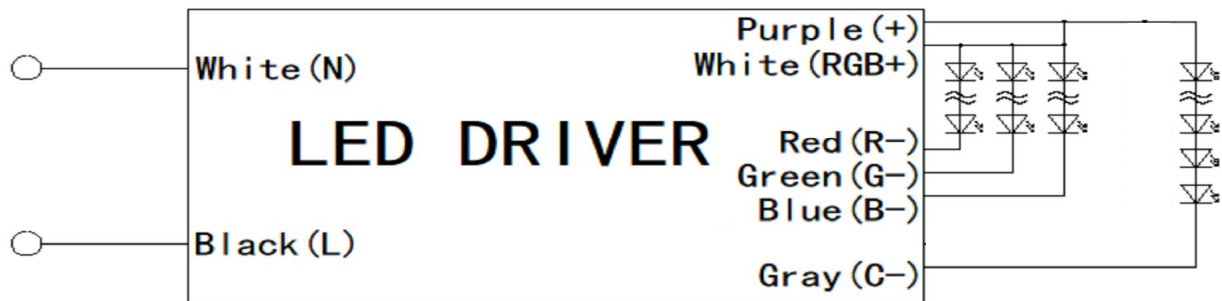 Purple(+)
White(N)
White(RGB+)
LED DRIVER
Red(R-)
Green(G-)
Blue(B-)
Black(L)
Gray(C-)